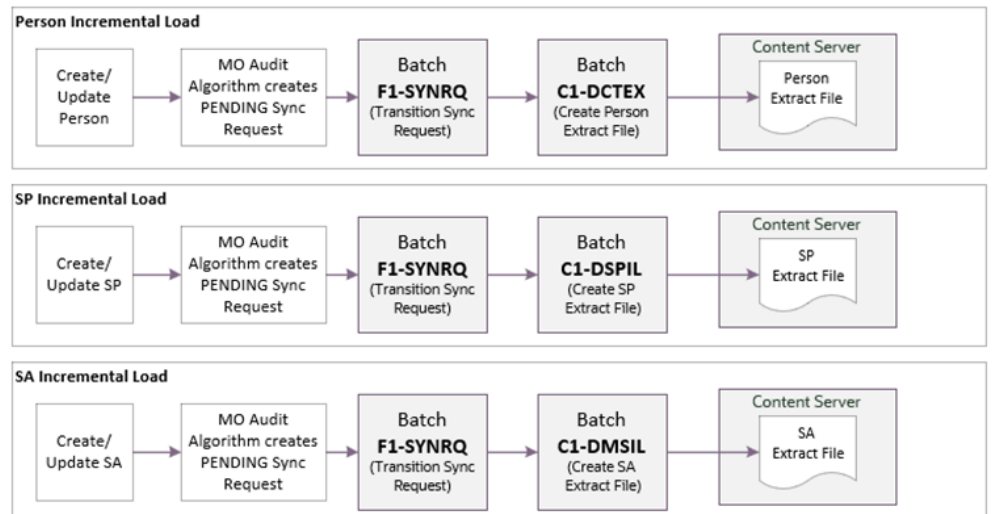 Person Incremental Load
Create/
Update
Person
MO Audit
Algorithm creates
PENDING Sync
Request
Batch
F1-SYNRQ
(Transition Sync
Request)
Batch
C1-DCTEX
(Create Person
Extract File)
Content Server
Person
Extract File
SP Incremental Load
Create/
Update SP
MO Audit
Algorithm creates
PENDING Sync
Request
Batch
F1-SYNRQ
(Transition Sync
Request)
Batch
C1-DSPIL
(Create SP
Extract File)
Content Server
SP
Extract File
SA Incremental Load
Create/
Update SA
MO Audit
Algorithm creates
PENDING Sync
Request
Batch
F1-SYNRQ
(Transition Sync
Request)
Batch
C1-DMSIL
(Create SA
Extract File)
Content Server
SA
Extract File